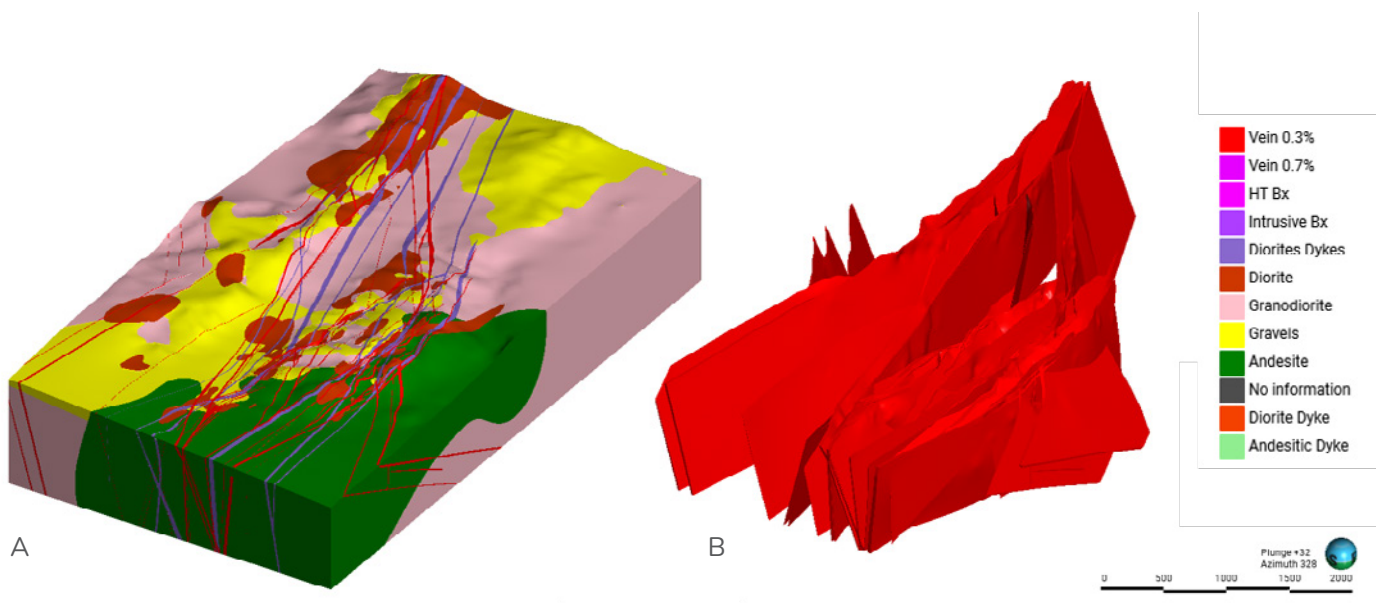 A
B
Vein 0.3%
Vein 0.7%
HT Bx
Intrusive Bx
Diorites Dykes
Diorite
Granodiorite
Gravels
Andesite
No information
Diorite Dyke
Andesitic Dyke
Plunge +32
Azimuth 328
0 500 1000 1500 2000